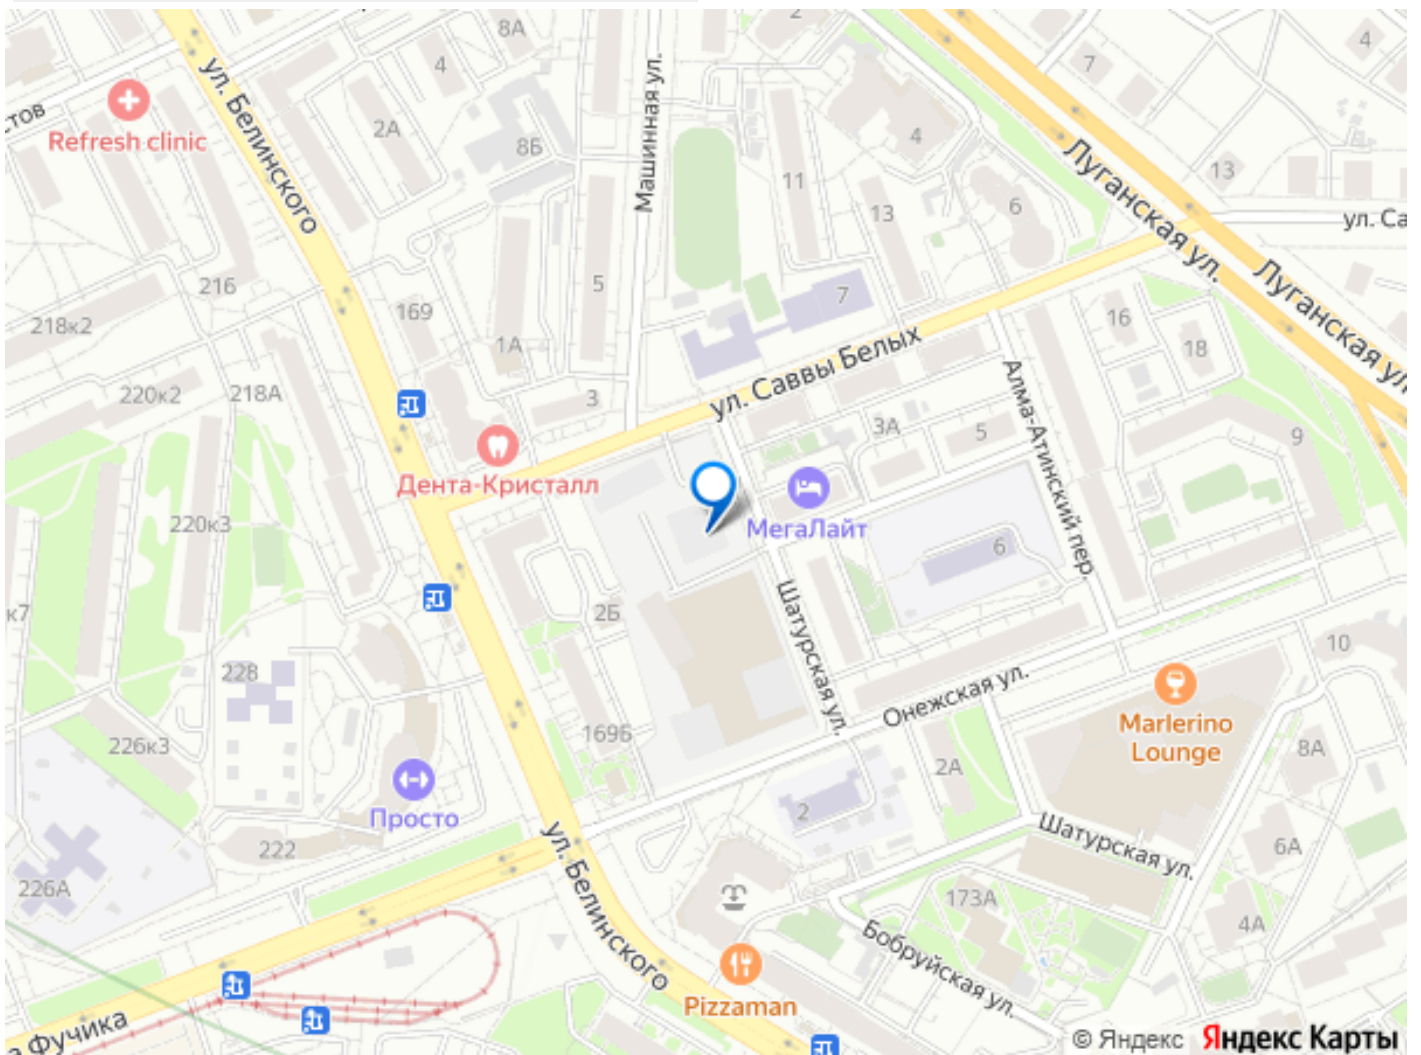 8А
2
4
7
4
ул. Белинского
Машинная ул.
стов
Refresh clinic
2А
8Б
4
Луганская ул.
13
11
13
6
ул. Са
216
5
7
Луганская ул.
218к2
169
1А
16
18
ул. Саввы Белых
Алма-Атинский пер.
220к2
218А
3
3А
5
9
Дента-Кристалл
МегаЛайт
220к3
6
к7
2Б
Шатурская ул.
10
228
Онежская ул.
Marlerino
Lounge
226к3
169Б
2А
8А
Просто
2
Шатурская ул.
222
6А
226А
ул. Белинского
173А
4А
Бобруйская ул.
Pizzaman
а Фучика
© Яндекс Яндекс Карты